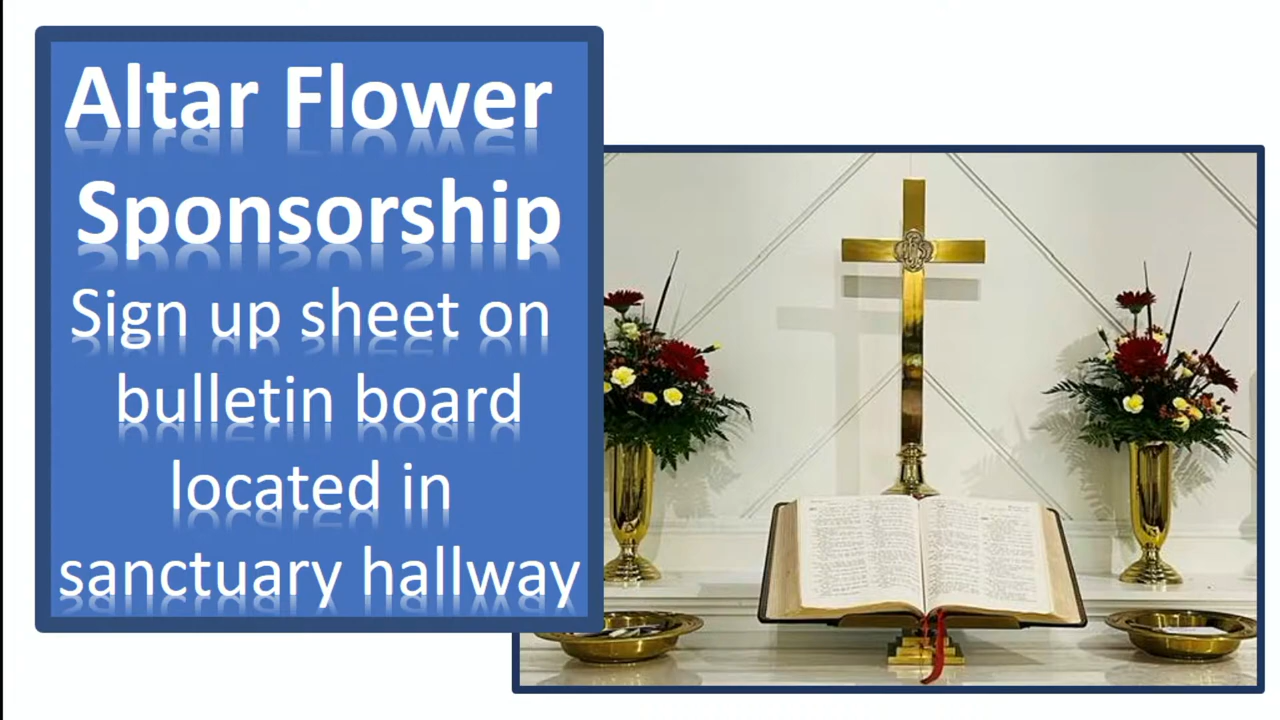 Altar Flower
Sponsorship
Sign up sheet on
bulletin board
located in
sanctuary hallway